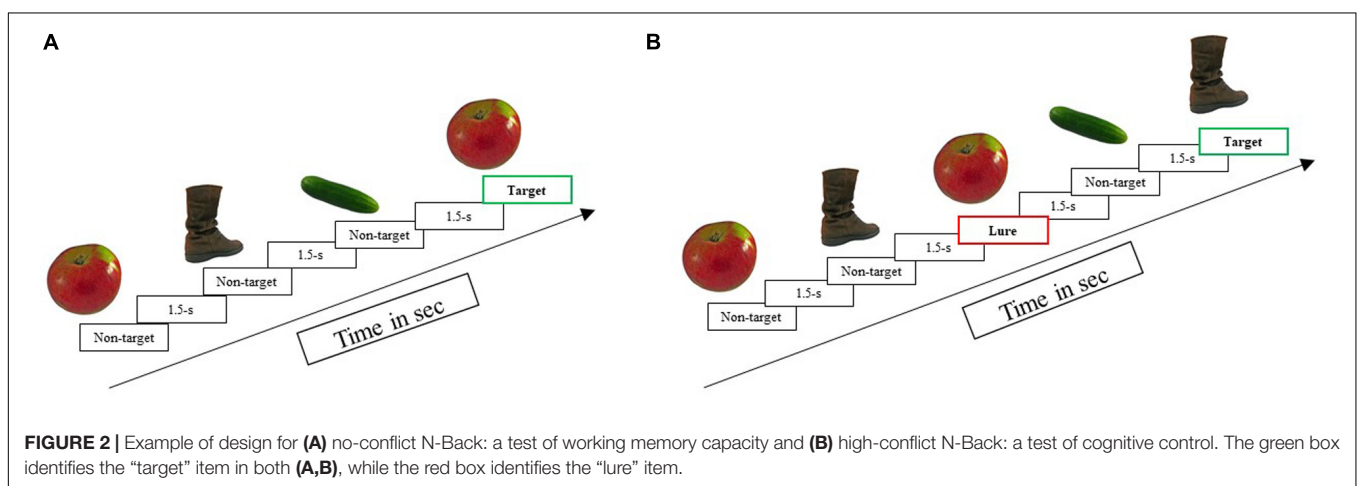 A
Non-target
1.5-s
Non-target
1.5-s
Non-target
1.5-s
Target
Time in sec
B
Non-target
1.5-s
Non-target
1.5-s
Lure
1.5-s
Non-target
1.5-s
Target
Time in sec
FIGURE 2 | Example of design for (A) no-conflict N-Back: a test of working memory capacity and (B) high-conflict N-Back: a test of cognitive control. The green box
identifies the “target” item in both (A,B), while the red box identifies the “lure” item.